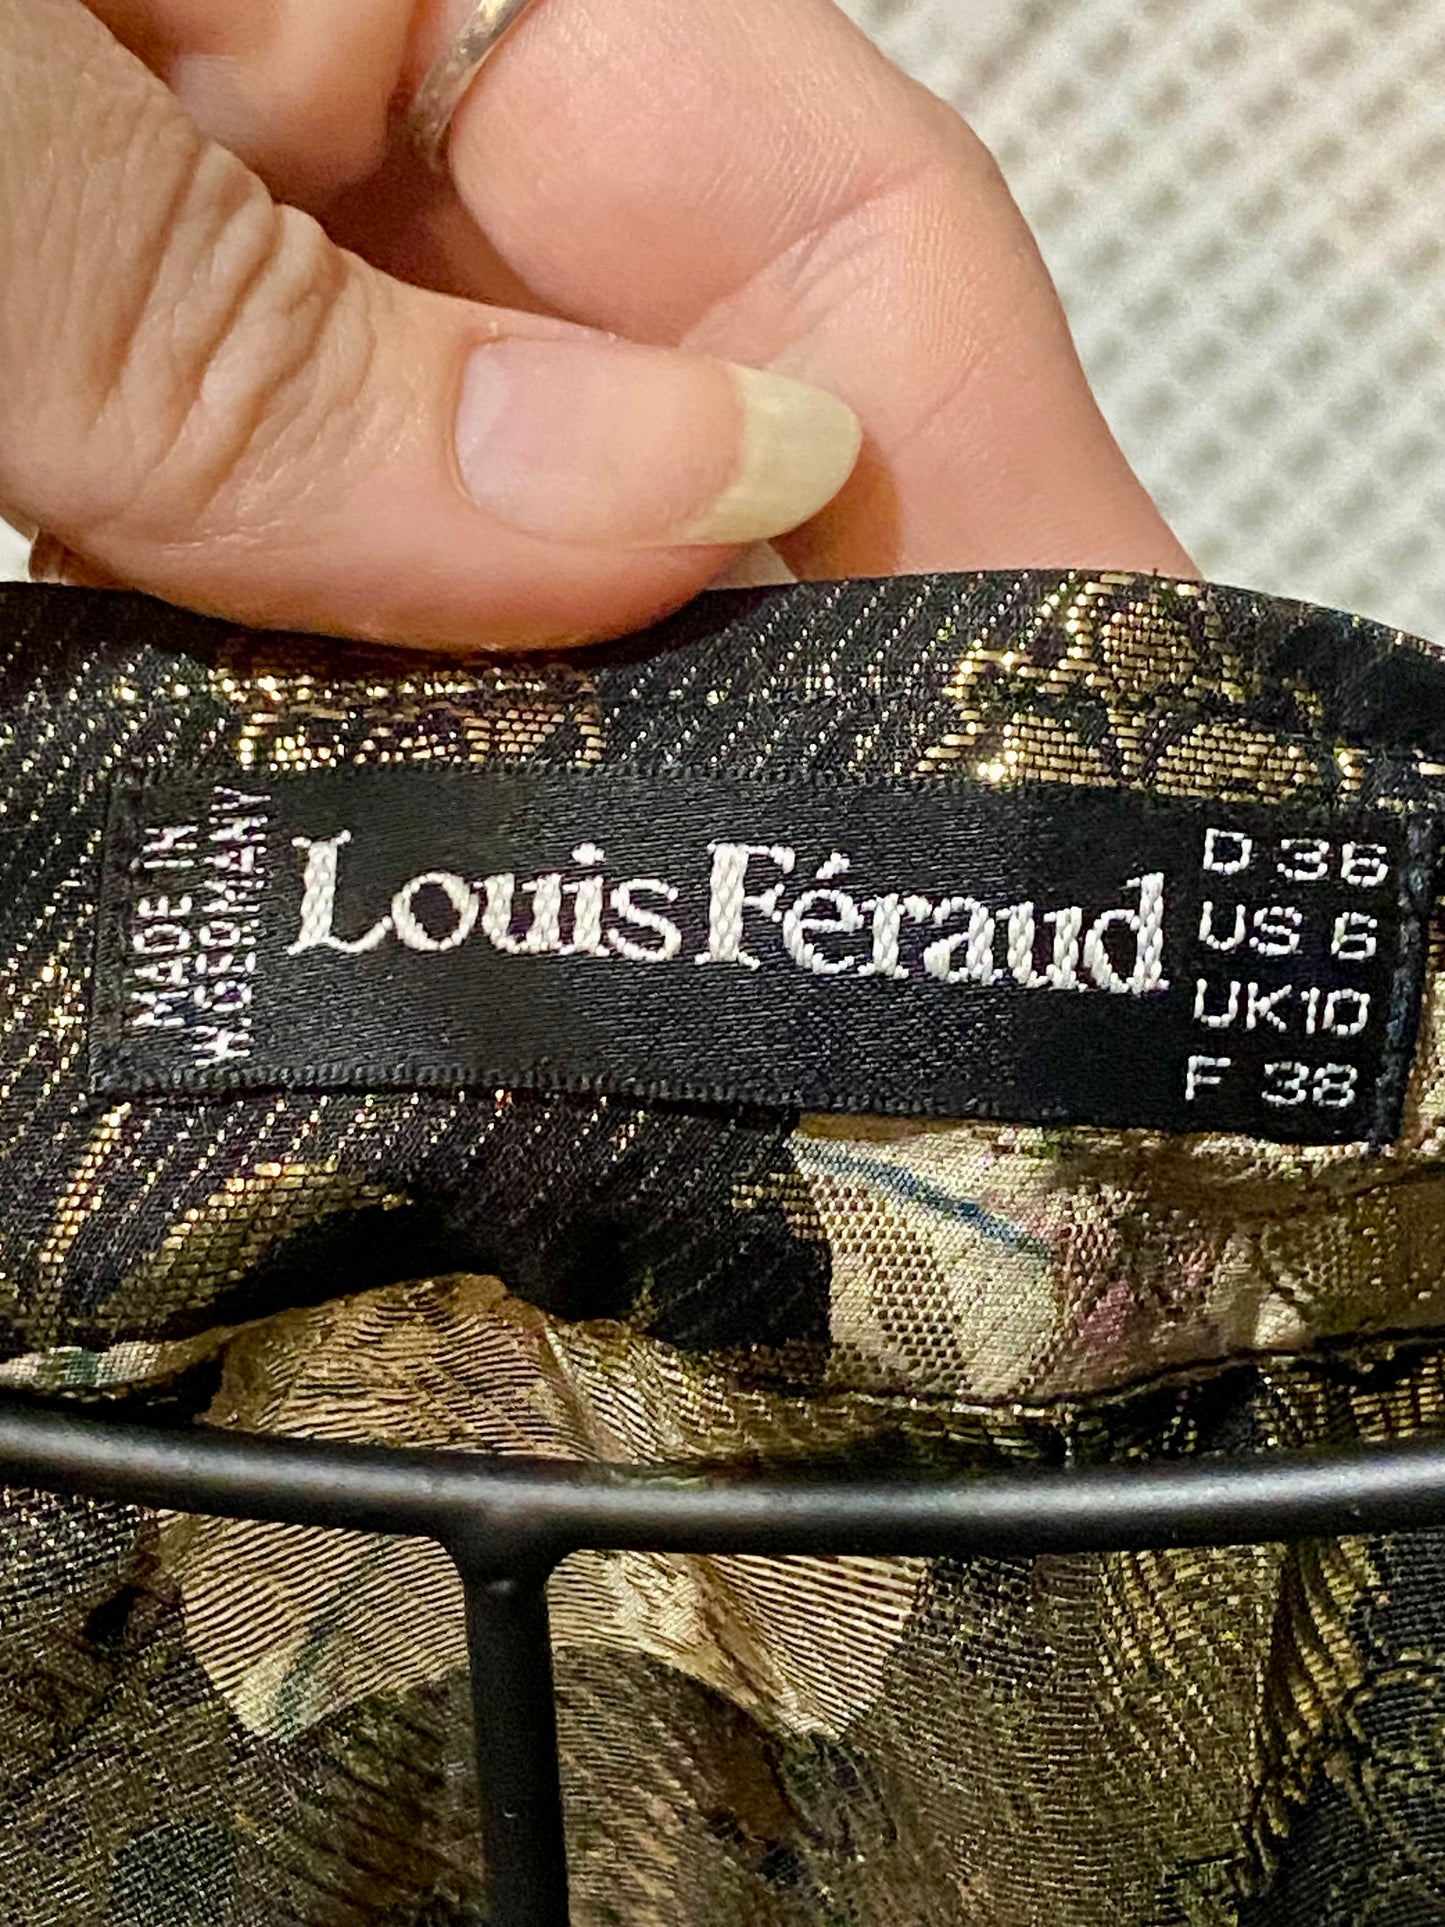 MADE IN
W.GERMANY
Louis Féraud
D 36
US 6
UK10
F 38